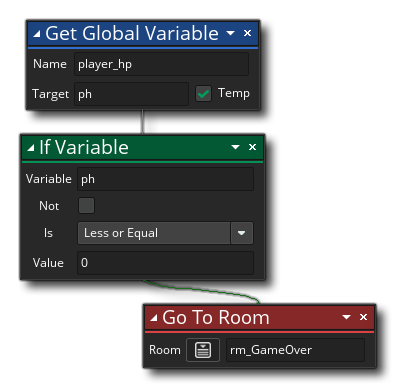 Get Global Variable
Name player_hp
Target ph Temp
If Variable
Variable ph
Not
Is Less or Equal
Value 0
Go To Room
Room rm_GameOver